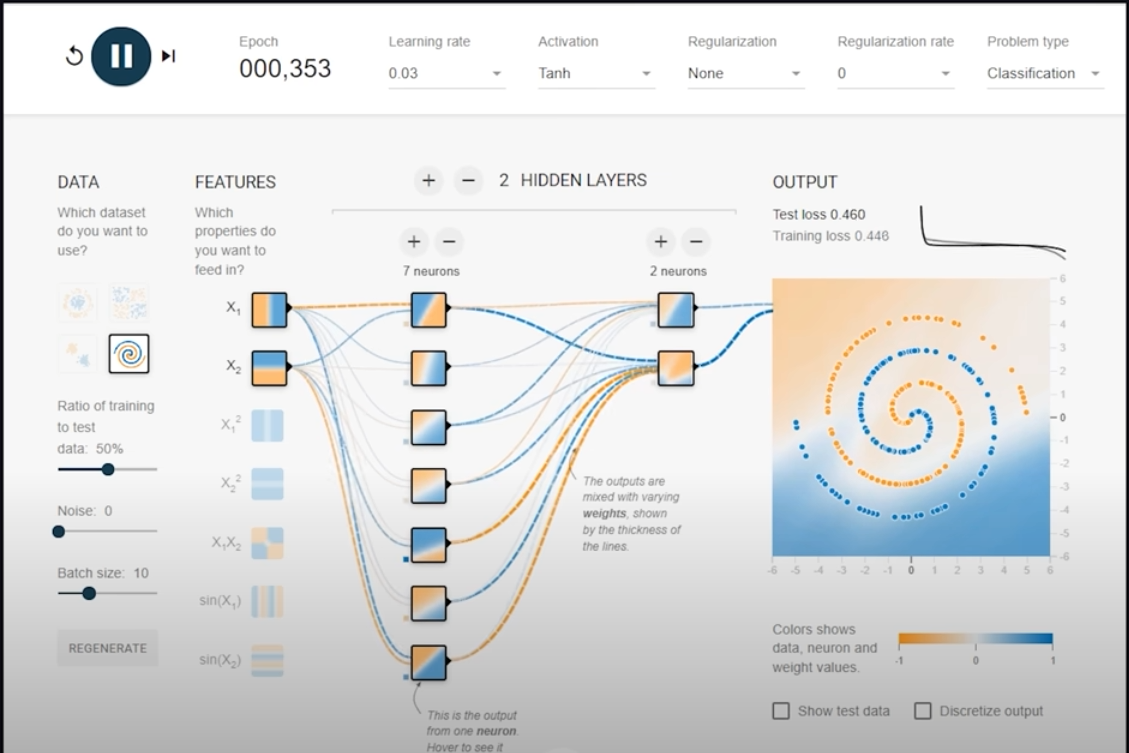 Epoch
000,353
Learning rate
0.03
Activation
Tanh
Regularization
None
Regularization rate
0
Problem type
Classification
DATA
Which dataset
do you want to
use?
Ratio of training
to test
data: 50%
Noise: 0
Batch size: 10
REGENERATE
FEATURES
Which
properties do
you want to
feed in?
X₁
X₂
X₁²
X₂²
X₁X₂
sin(X₁)
sin(X₂)
2 HIDDEN LAYERS
7 neurons
2 neurons
The outputs are
mixed with varying
weights, shown
by the thickness of
the lines.
This is the output
from one neuron.
Hover to see it
OUTPUT
Test loss 0.460
Training loss 0.446
6
5
4
3
2
1
0
-1
-2
-3
-4
-5
-6
-6 -5 -4 -3 -2 -1 0 1 2 3 4 5 6
Colors shows
data, neuron and
weight values.
-1 0 1
Show test data
Discretize output